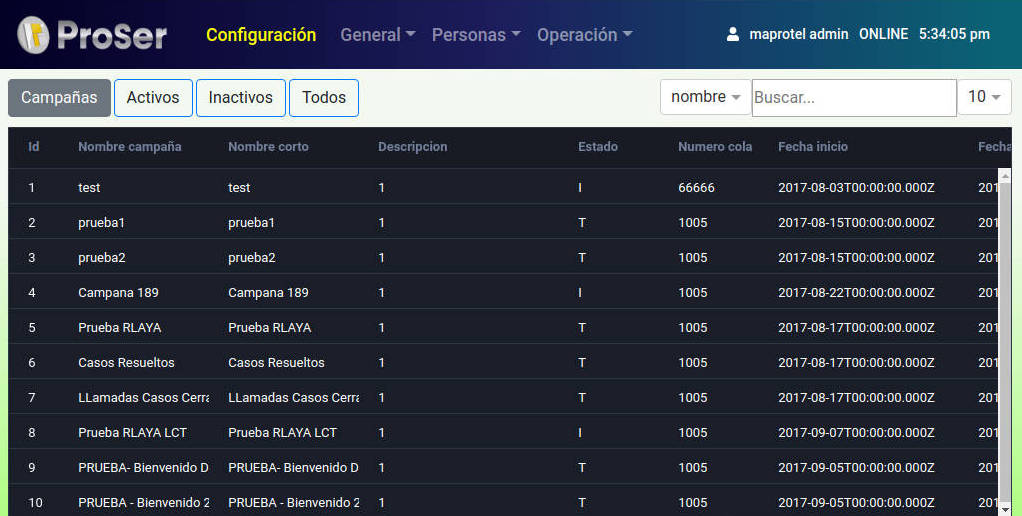 ProSer Configuración General Personas Operación maprotel admin ONLINE 5:34:05 pm
Campañas Activos Inactivos Todos nombre Buscar... 10
Id Nombre campaña Nombre corto Descripcion Estado Numero cola Fecha inicio Fecha
1 test test 1 I 66666 2017-08-03T00:00:00.000Z 201
2 prueba1 prueba1 1 T 1005 2017-08-15T00:00:00.000Z 201
3 prueba2 prueba2 1 T 1005 2017-08-15T00:00:00.000Z 201
4 Campana 189 Campana 189 1 I 1005 2017-08-22T00:00:00.000Z 201
5 Prueba RLAYA Prueba RLAYA 1 T 1005 2017-08-17T00:00:00.000Z 201
6 Casos Resueltos Casos Resueltos 1 T 1005 2017-08-17T00:00:00.000Z 201
7 LLamadas Casos Cerra LLamadas Casos Cerra 1 T 1005 2017-08-17T00:00:00.000Z 201
8 Prueba RLAYA LCT Prueba RLAYA LCT 1 I 1005 2017-09-07T00:00:00.000Z 201
9 PRUEBA- Bienvenido D PRUEBA- Bienvenido D 1 T 1005 2017-09-05T00:00:00.000Z 201
10 PRUEBA - Bienvenido 2 PRUEBA - Bienvenido 2 1 T 1005 2017-09-05T00:00:00.000Z 201